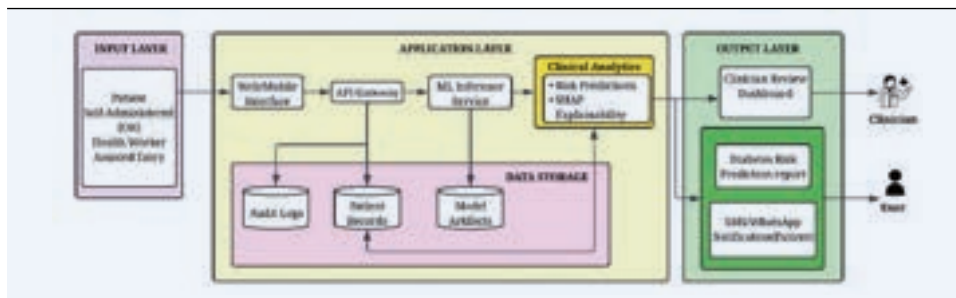 INPUT LAYER
Patient
Self-Administered
Health Worker
Assisted Entry
APPLICATION LAYER
Web/Mobile
Interface
API Gateway
ML Inference
Service
Clinical Analytics
• Risk Predictions
• SHAP
Explainability
DATA STORAGE
Audit Logs
Patient
Records
Model
Artifacts
OUTPUT LAYER
Clinician Review
Dashboard
Diabetes Risk
Prediction report
SMS/WhatsApp
Clinician
User